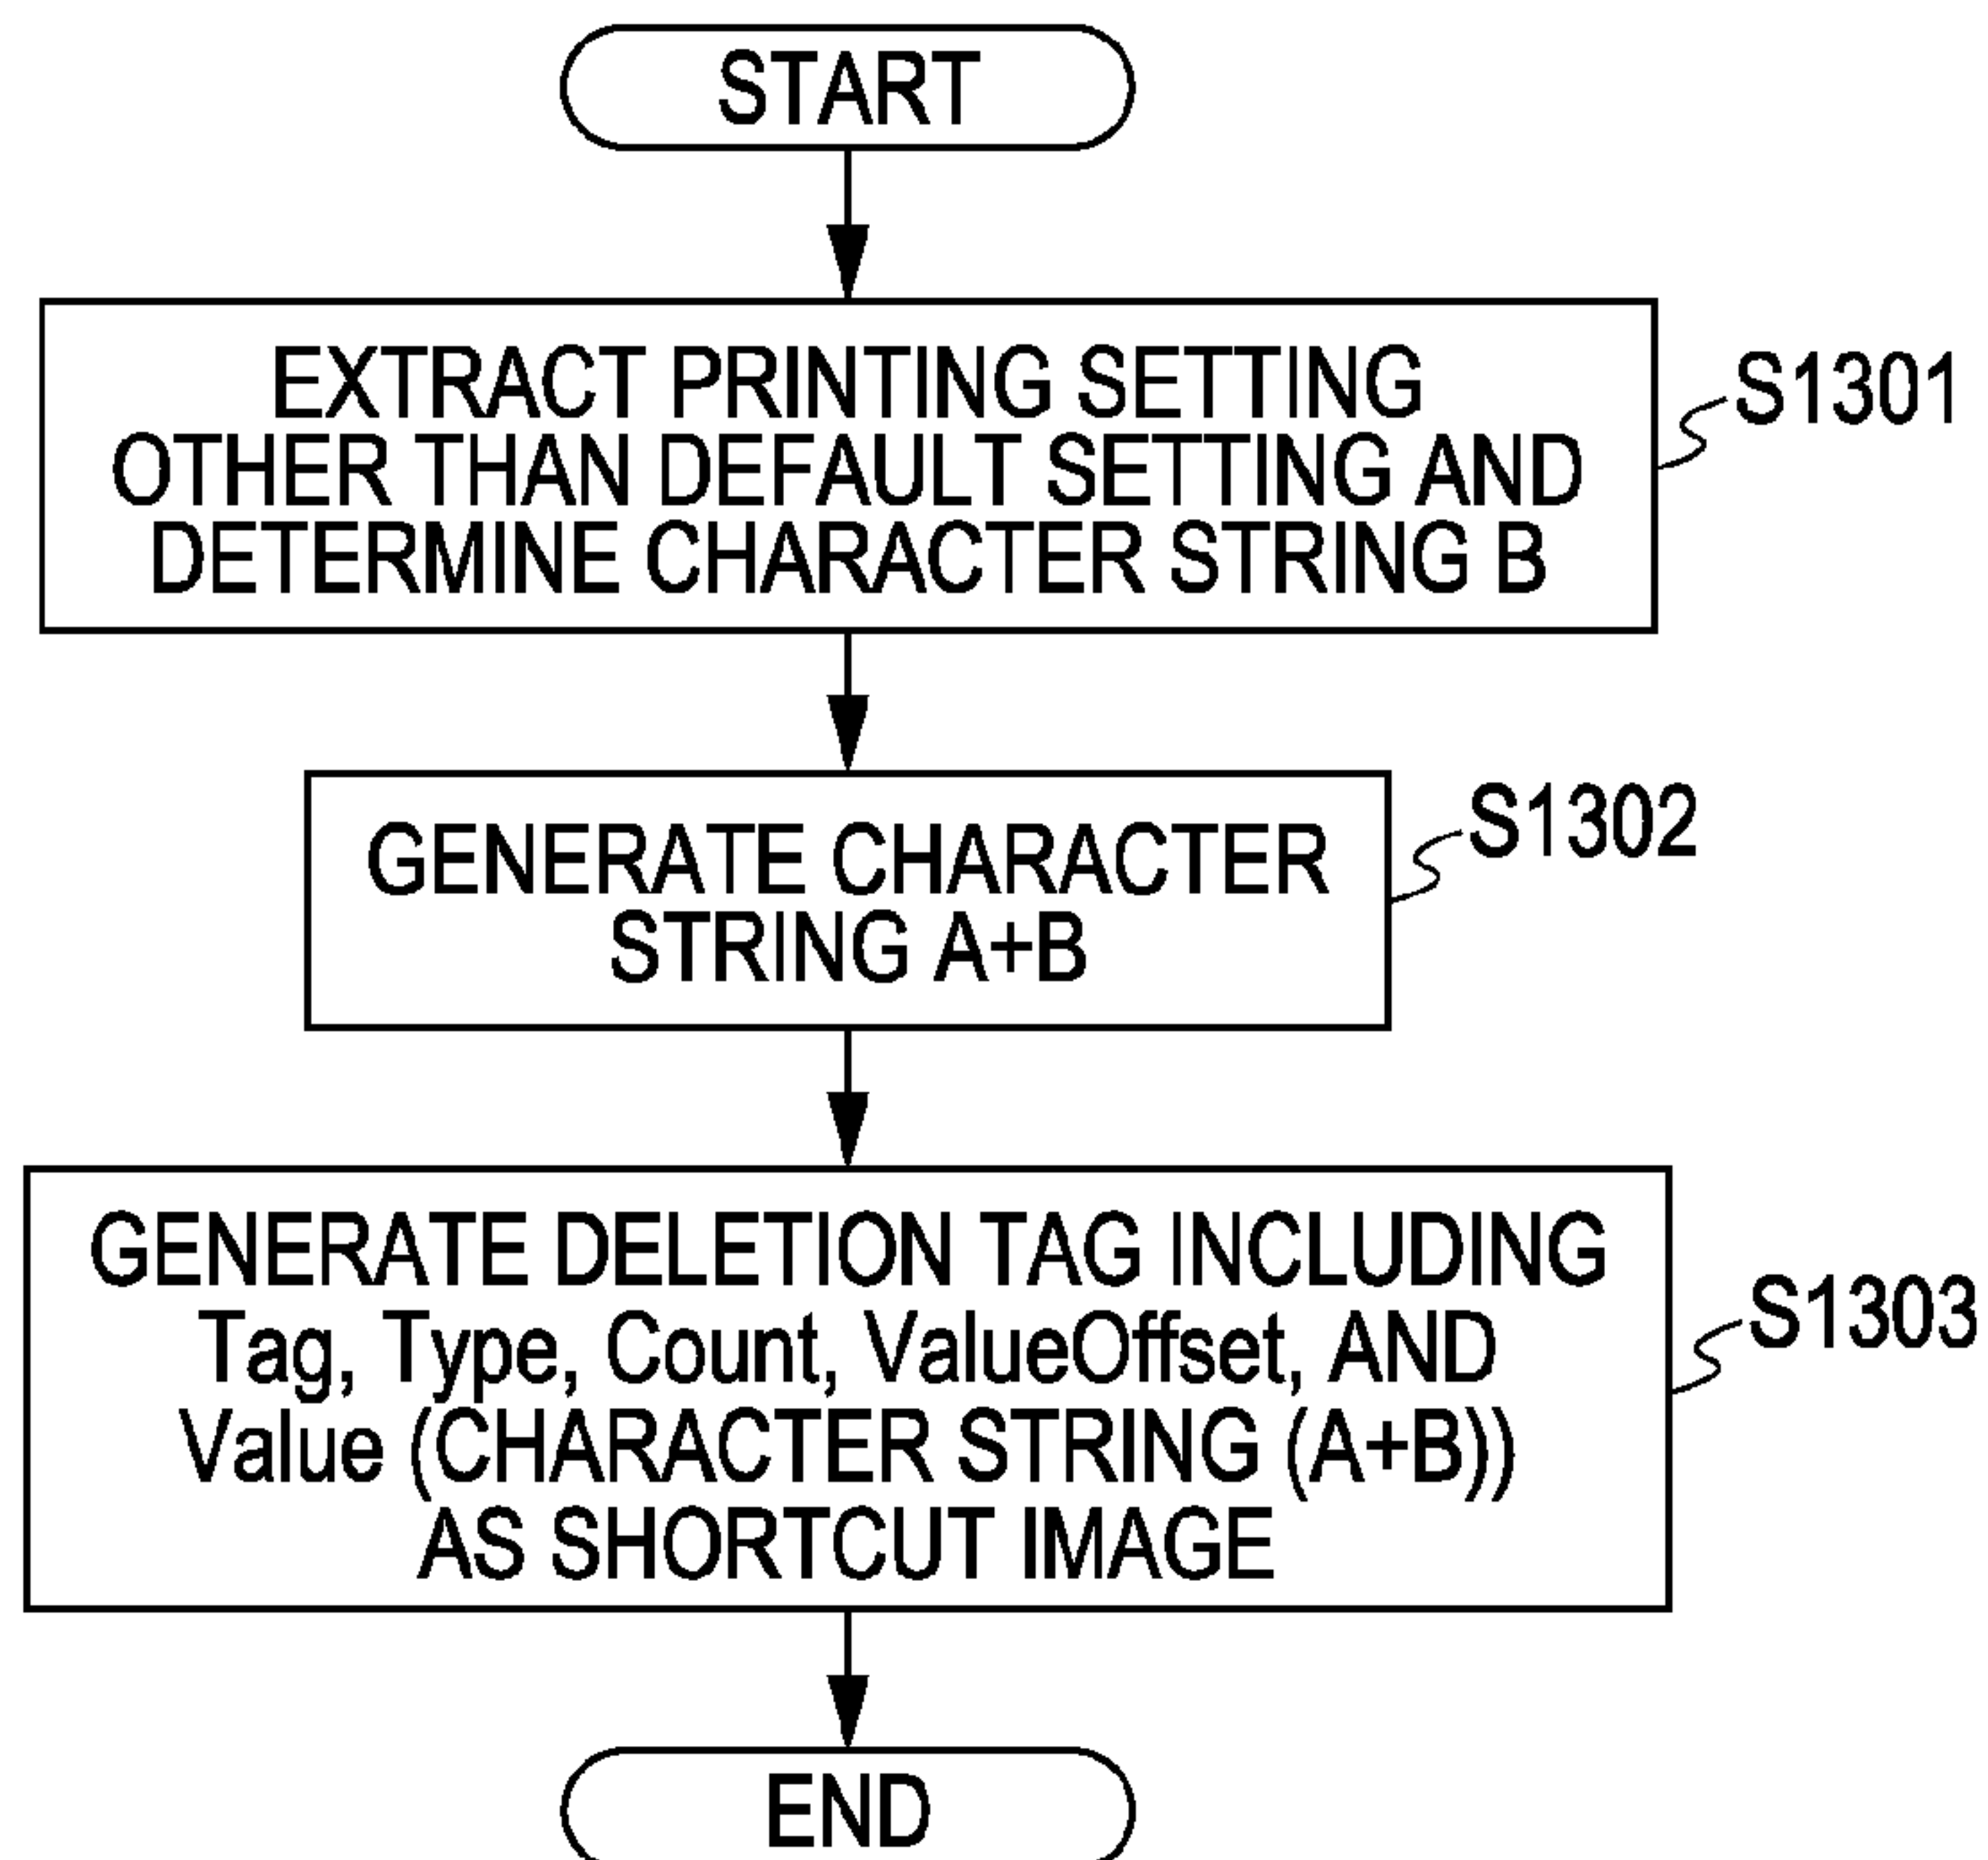 START
EXTRACT PRINTING SETTING
OTHER THAN DEFAULT SETTING AND
DETERMINE CHARACTER STRING B
S1301
GENERATE CHARACTER
STRING A+B
S1302
GENERATE DELETION TAG INCLUDING
Tag, Type, Count, ValueOffset, AND
Value (CHARACTER STRING (A+B))
AS SHORTCUT IMAGE
S1303
END